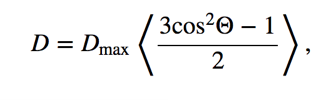 D = D_max ⟨ (3cos²Θ − 1) / 2 ⟩,